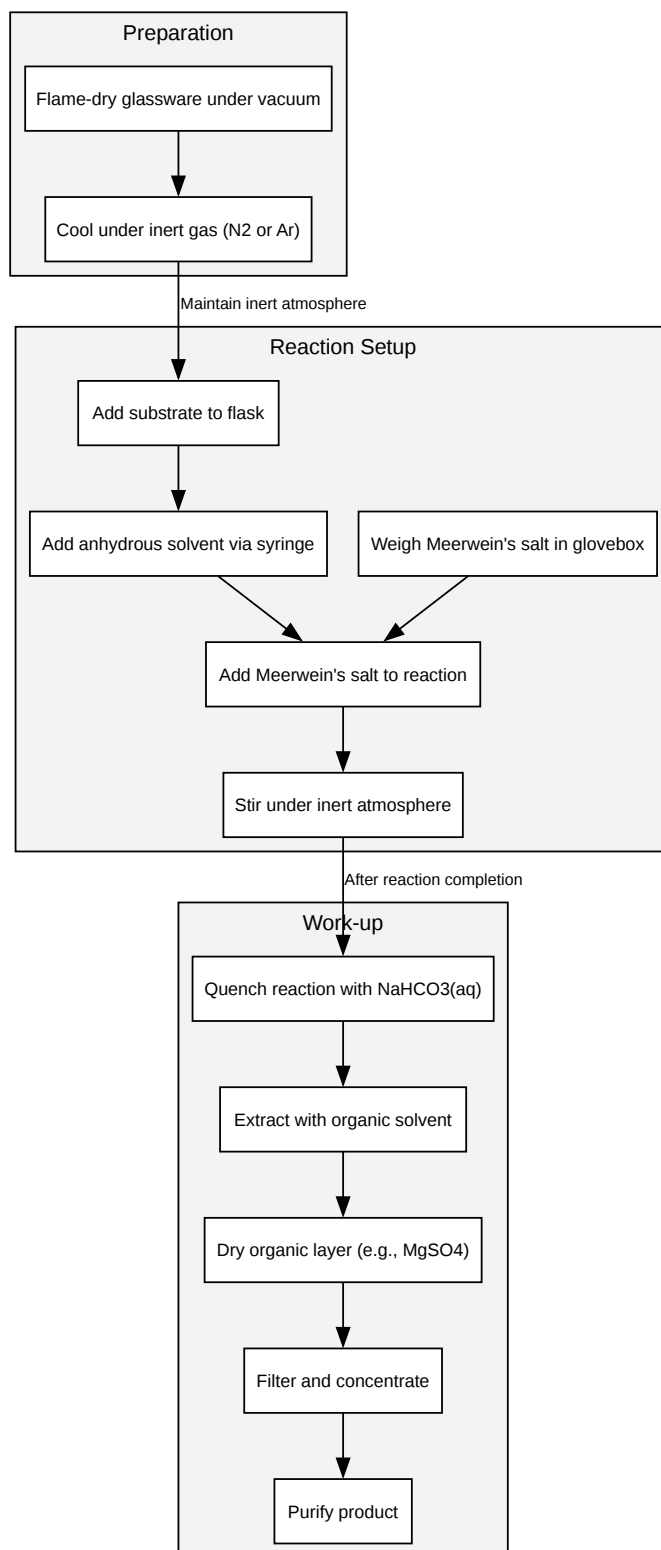 Preparation
Flame-dry glassware under vacuum
Cool under inert gas (N2 or Ar)
Maintain inert atmosphere
Reaction Setup
Add substrate to flask
Add anhydrous solvent via syringe
Weigh Meerwein's salt in glovebox
Add Meerwein's salt to reaction
Stir under inert atmosphere
After reaction completion
Work-up
Quench reaction with NaHCO3(aq)
Extract with organic solvent
Dry organic layer (e.g., MgSO4)
Filter and concentrate
Purify product